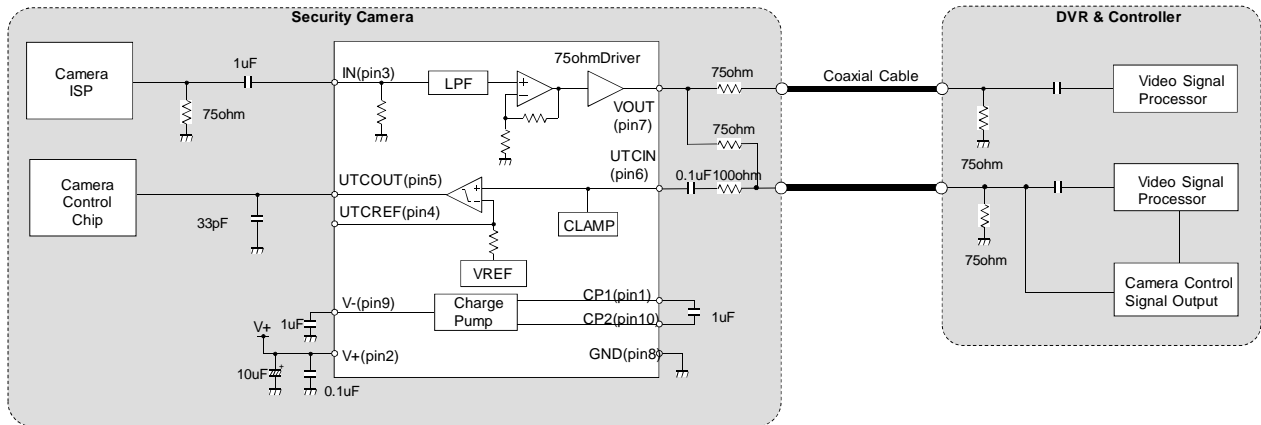 Security Camera
DVR & Controller
Camera
ISP
1uF
75ohm
IN(pin3)
LPF
75ohmDriver
VOUT
(pin7)
75ohm
75ohm
Coaxial Cable
75ohm
Video Signal
Processor
Camera
Control
Chip
33pF
UTCOUT(pin5)
UTCREF(pin4)
VREF
CLAMP
UTCIN
(pin6)
0.1uF
100ohm
75ohm
Video Signal
Processor
Camera Control
Signal Output
V-(pin9)
1uF
Charge
Pump
CP1(pin1)
CP2(pin10)
1uF
V+
V+(pin2)
10uF
+
0.1uF
GND(pin8)